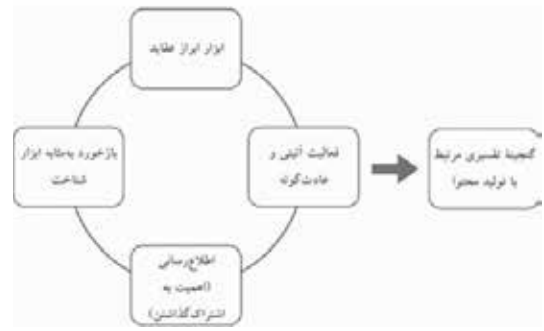 ابزار ابراز عقاید
فعالیت آئینی و
عادت‌گونه
گنجینۀ تفسیری مرتبط
با تولید محتوا
اطلاع‌رسانی
(اهمیت به
اشتراک‌گذاشتن)
بازخورد به‌مثابه ابزار
شناخت